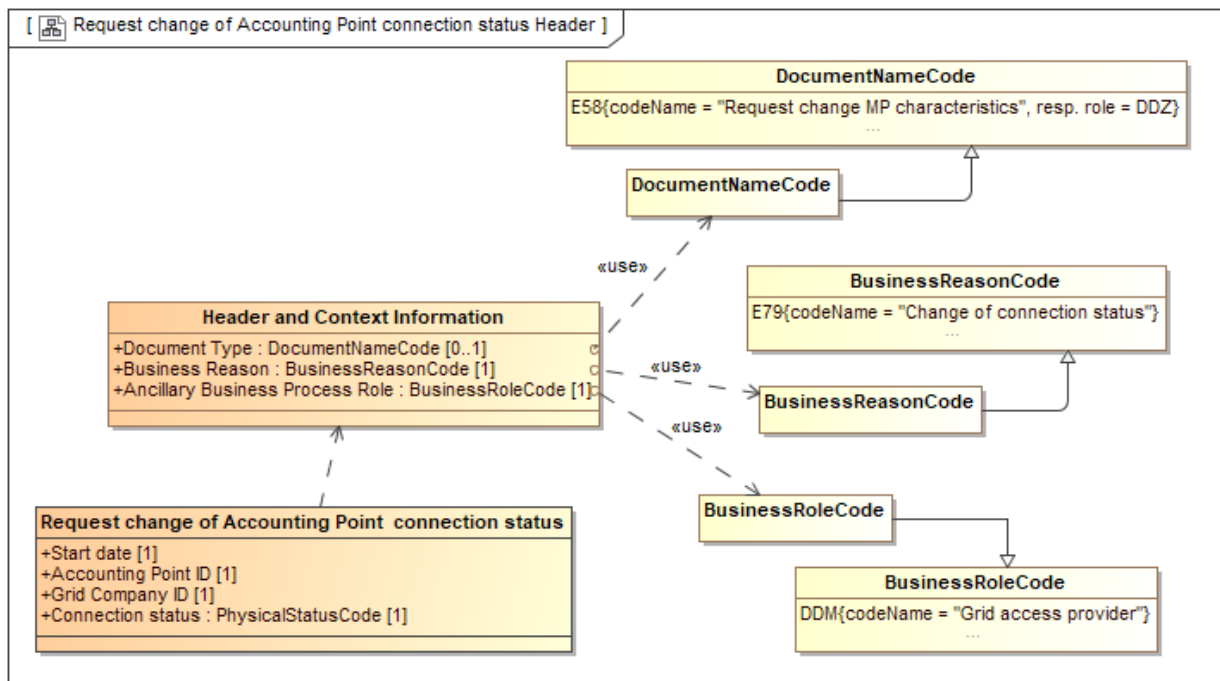 [ Request change of Accounting Point connection status Header ]
DocumentNameCode
E58{codeName = "Request change MP characteristics", resp. role = DDZ}
...
DocumentNameCode
«use»
BusinessReasonCode
E79{codeName = "Change of connection status"}
...
Header and Context Information
+Document Type : DocumentNameCode [0..1]
+Business Reason : BusinessReasonCode [1]
+Ancillary Business Process Role : BusinessRoleCode [1]
«use»
BusinessReasonCode
«use»
BusinessRoleCode
Request change of Accounting Point  connection status
+Start date [1]
+Accounting Point ID [1]
+Grid Company ID [1]
+Connection status : PhysicalStatusCode [1]
BusinessRoleCode
DDM{codeName = "Grid access provider"}
...